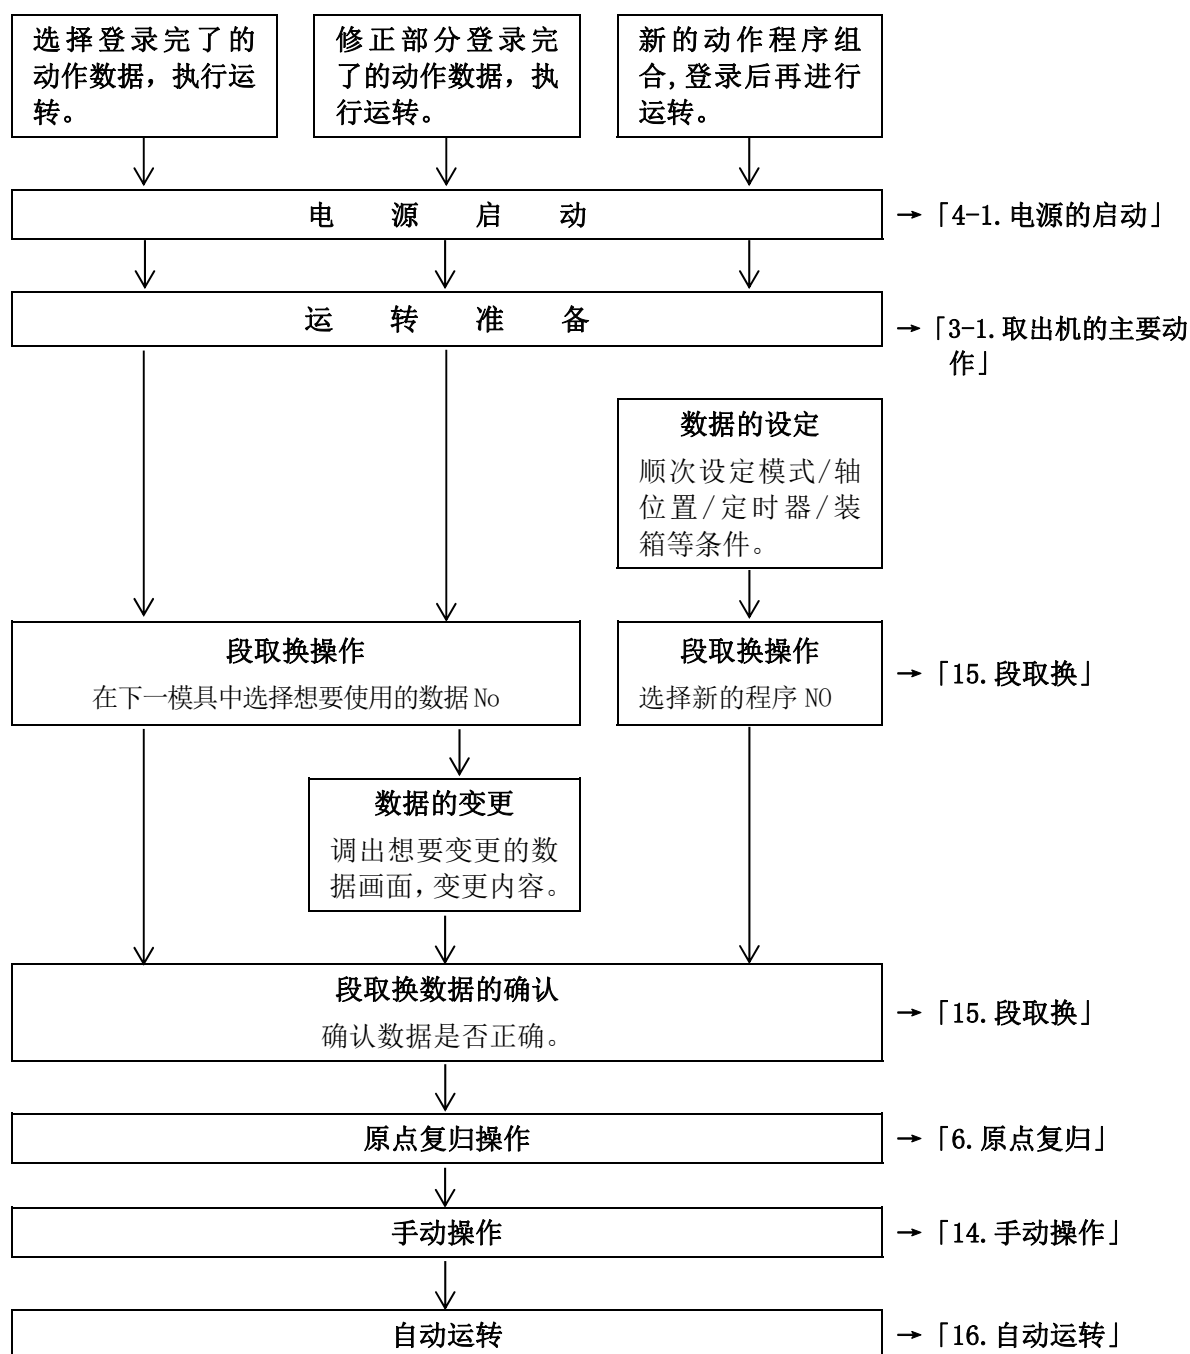 选择登录完了的
动作数据，执行运
转。
修正部分登录完
了的动作数据，执
行运转。
新的动作程序组
合,登录后再进行
运转。
电 源 启 动
→「4-1.电源的启动」
运 转 准 备
→「3-1.取出机的主要动
作」
数据的设定
顺次设定模式/轴
位置/定时器/装
箱等条件。
段取换操作
在下一模具中选择想要使用的数据 No
段取换操作
选择新的程序 NO
→「15.段取换」
数据的变更
调出想要变更的数
据画面，变更内容。
段取换数据的确认
确认数据是否正确。
→「15.段取换」
原点复归操作
→「6.原点复归」
手动操作
→「14.手动操作」
自动运转
→「16.自动运转」